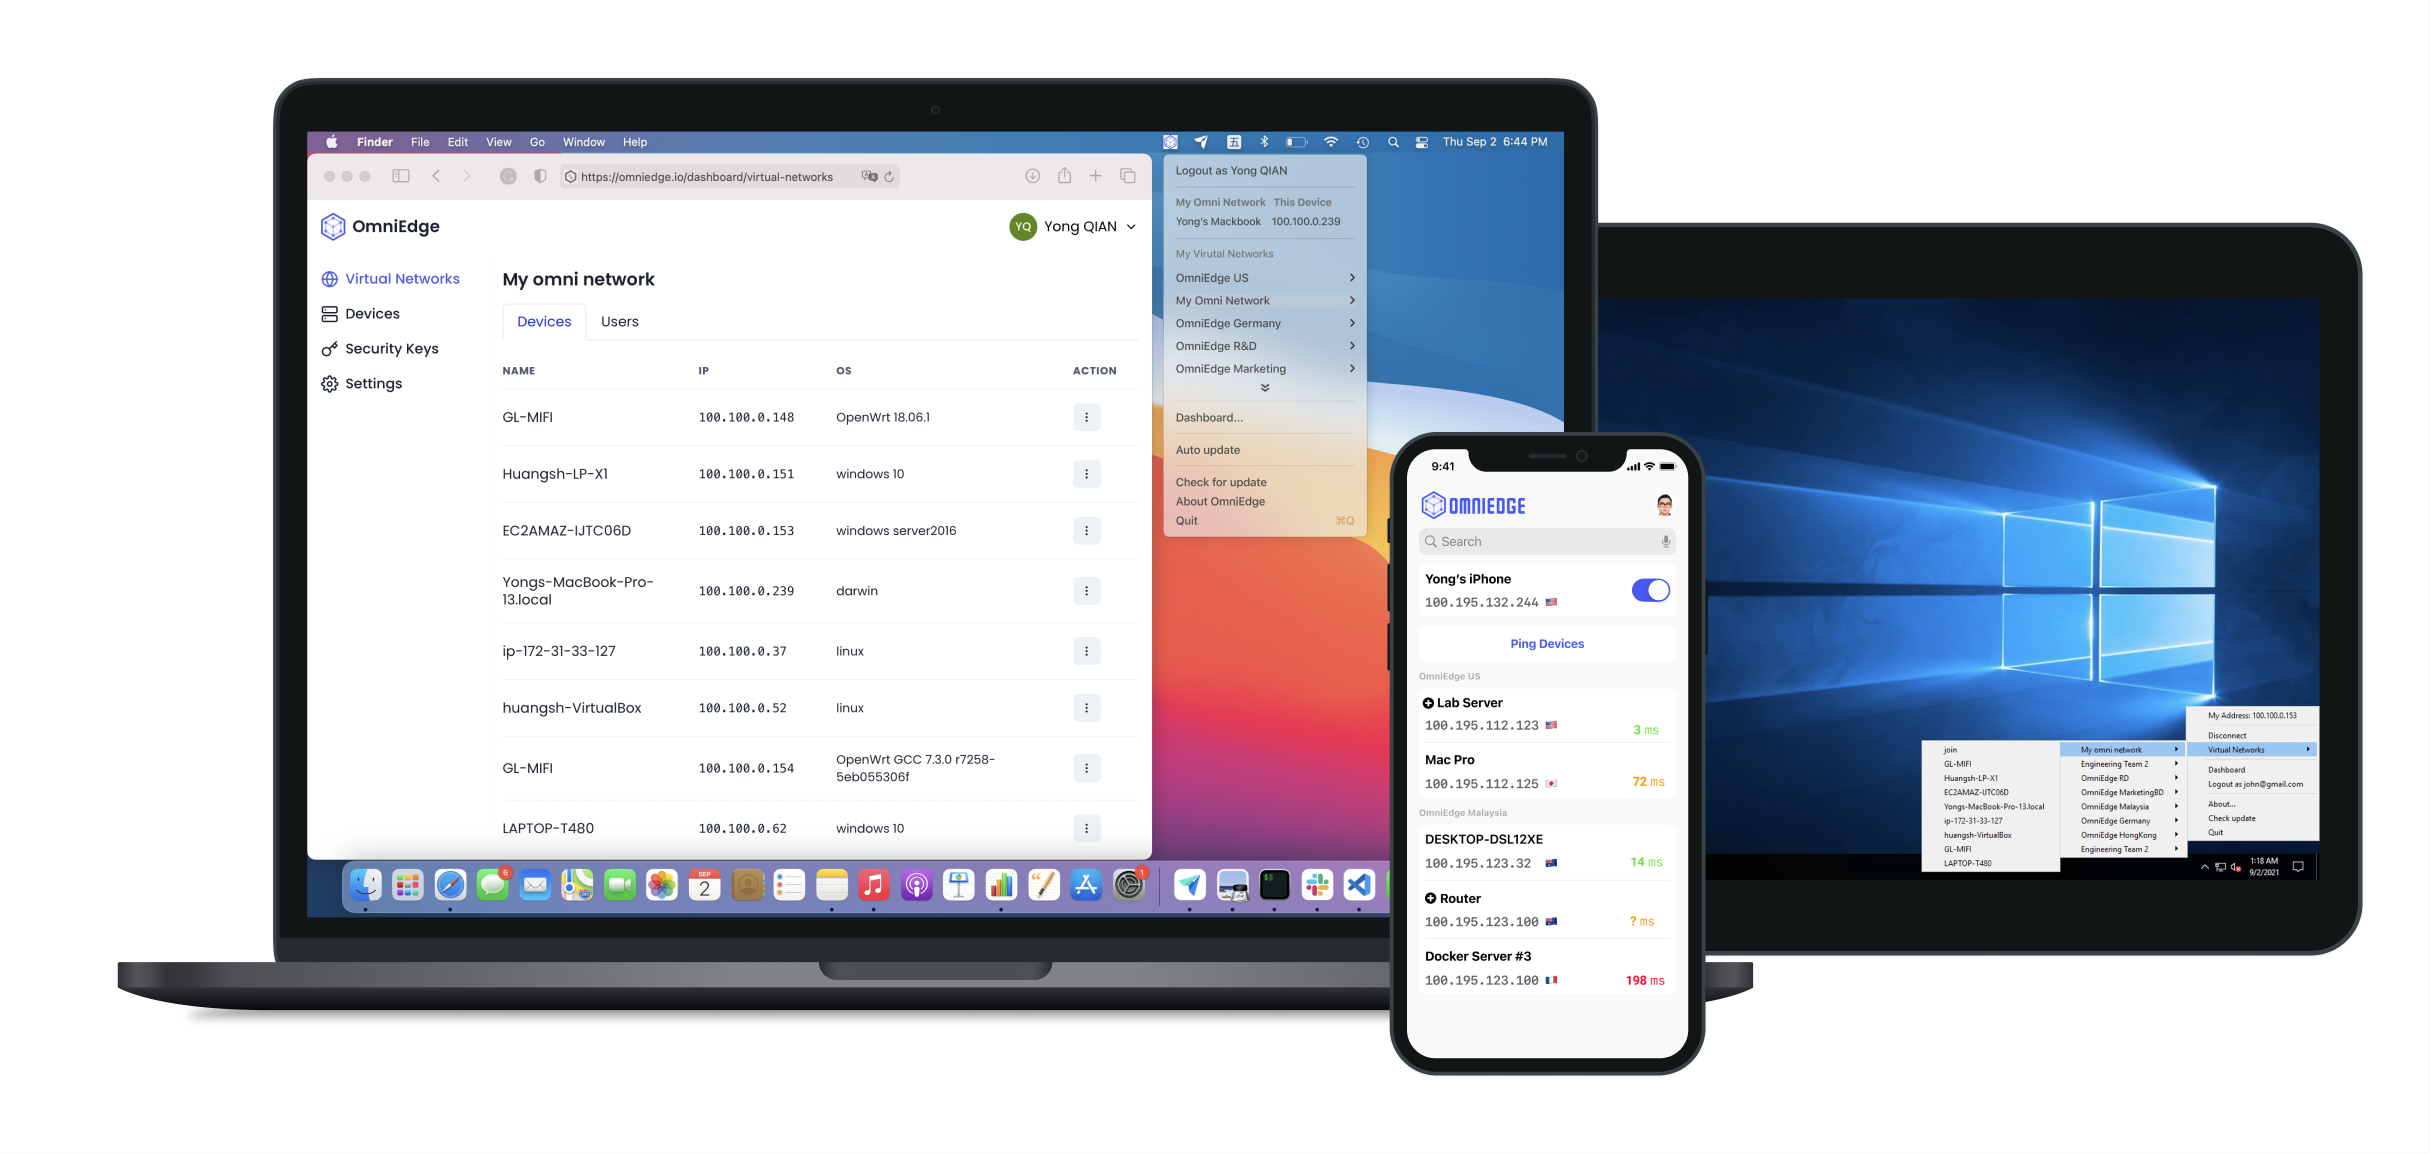 Finder File Edit View Go Window Help
五
Thu Sep 2 6:44 PM
https://omniedge.io/dashboard/virtual-networks
OmniEdge
YQ Yong QIAN
Virtual Networks
Devices
Security Keys
Settings
My omni network
Devices Users
NAME IP OS ACTION
GL-MIFI 100.100.0.148 OpenWrt 18.06.1
Huangsh-LP-X1 100.100.0.151 windows 10
EC2AMAZ-IJTC06D 100.100.0.153 windows server2016
Yongs-MacBook-Pro-
13.local 100.100.0.239 darwin
ip-172-31-33-127 100.100.0.37 linux
huangsh-VirtualBox 100.100.0.52 linux
GL-MIFI 100.100.0.154 OpenWrt GCC 7.3.0 r7258-
5eb055306f
LAPTOP-T480 100.100.0.62 windows 10
6
SEP
2
1
Logout as Yong QIAN
My Omni Network This Device
Yong's Mackbook 100.100.0.239
My Virutal Networks
OmniEdge US
My Omni Network
OmniEdge Germany
OmniEdge R&D
OmniEdge Marketing
Dashboard...
Auto update
Check for update
About OmniEdge
Quit ⌘Q
9:41
OMNIEDGE
Search
Yong's iPhone
100.195.132.244
Ping Devices
OmniEdge US
Lab Server
100.195.112.123 3 ms
Mac Pro
100.195.112.125 72 ms
OmniEdge Malaysia
DESKTOP-DSL12XE
100.195.123.32 14 ms
Router
100.195.123.100 ? ms
Docker Server #3
100.195.123.100 198 ms
My Address: 100.100.0.153
Disconnect
Virtual Networks
Dashboard
Logout as john@gmail.com
About...
Check update
Quit
My omni network
Engineering Team 2
OmniEdge RD
OmniEdge MarketingBD
OmniEdge Malaysia
OmniEdge Germany
OmniEdge HongKong
Engineering Team 2
join
GL-MIFI
Huangsh-LP-X1
EC2AMAZ-IJTC06D
Yongs-MacBook-Pro-13.local
ip-172-31-33-127
huangsh-VirtualBox
GL-MIFI
LAPTOP-T480
1:18 AM
9/2/2021